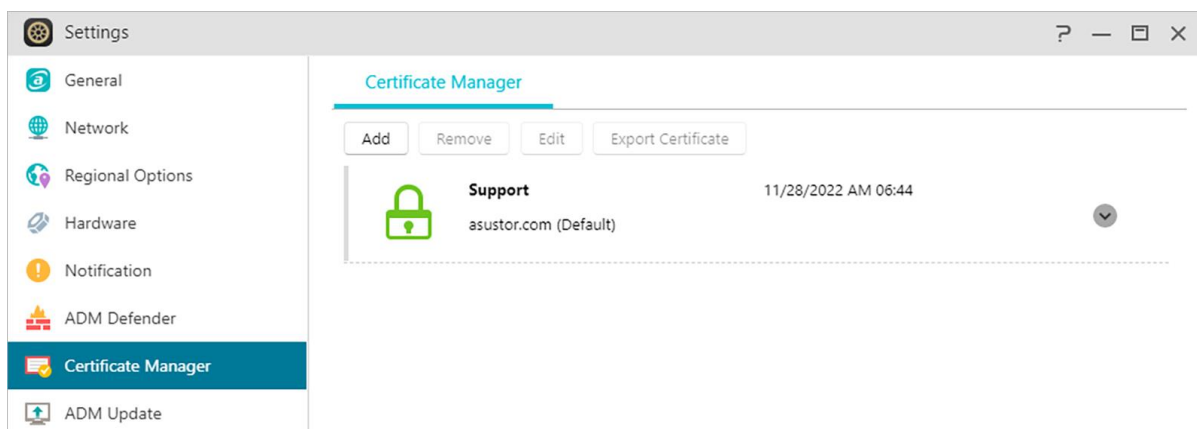 Settings
General
Network
Regional Options
Hardware
Notification
ADM Defender
Certificate Manager
ADM Update
Certificate Manager
Add Remove Edit Export Certificate
Support 11/28/2022 AM 06:44
asustor.com (Default)